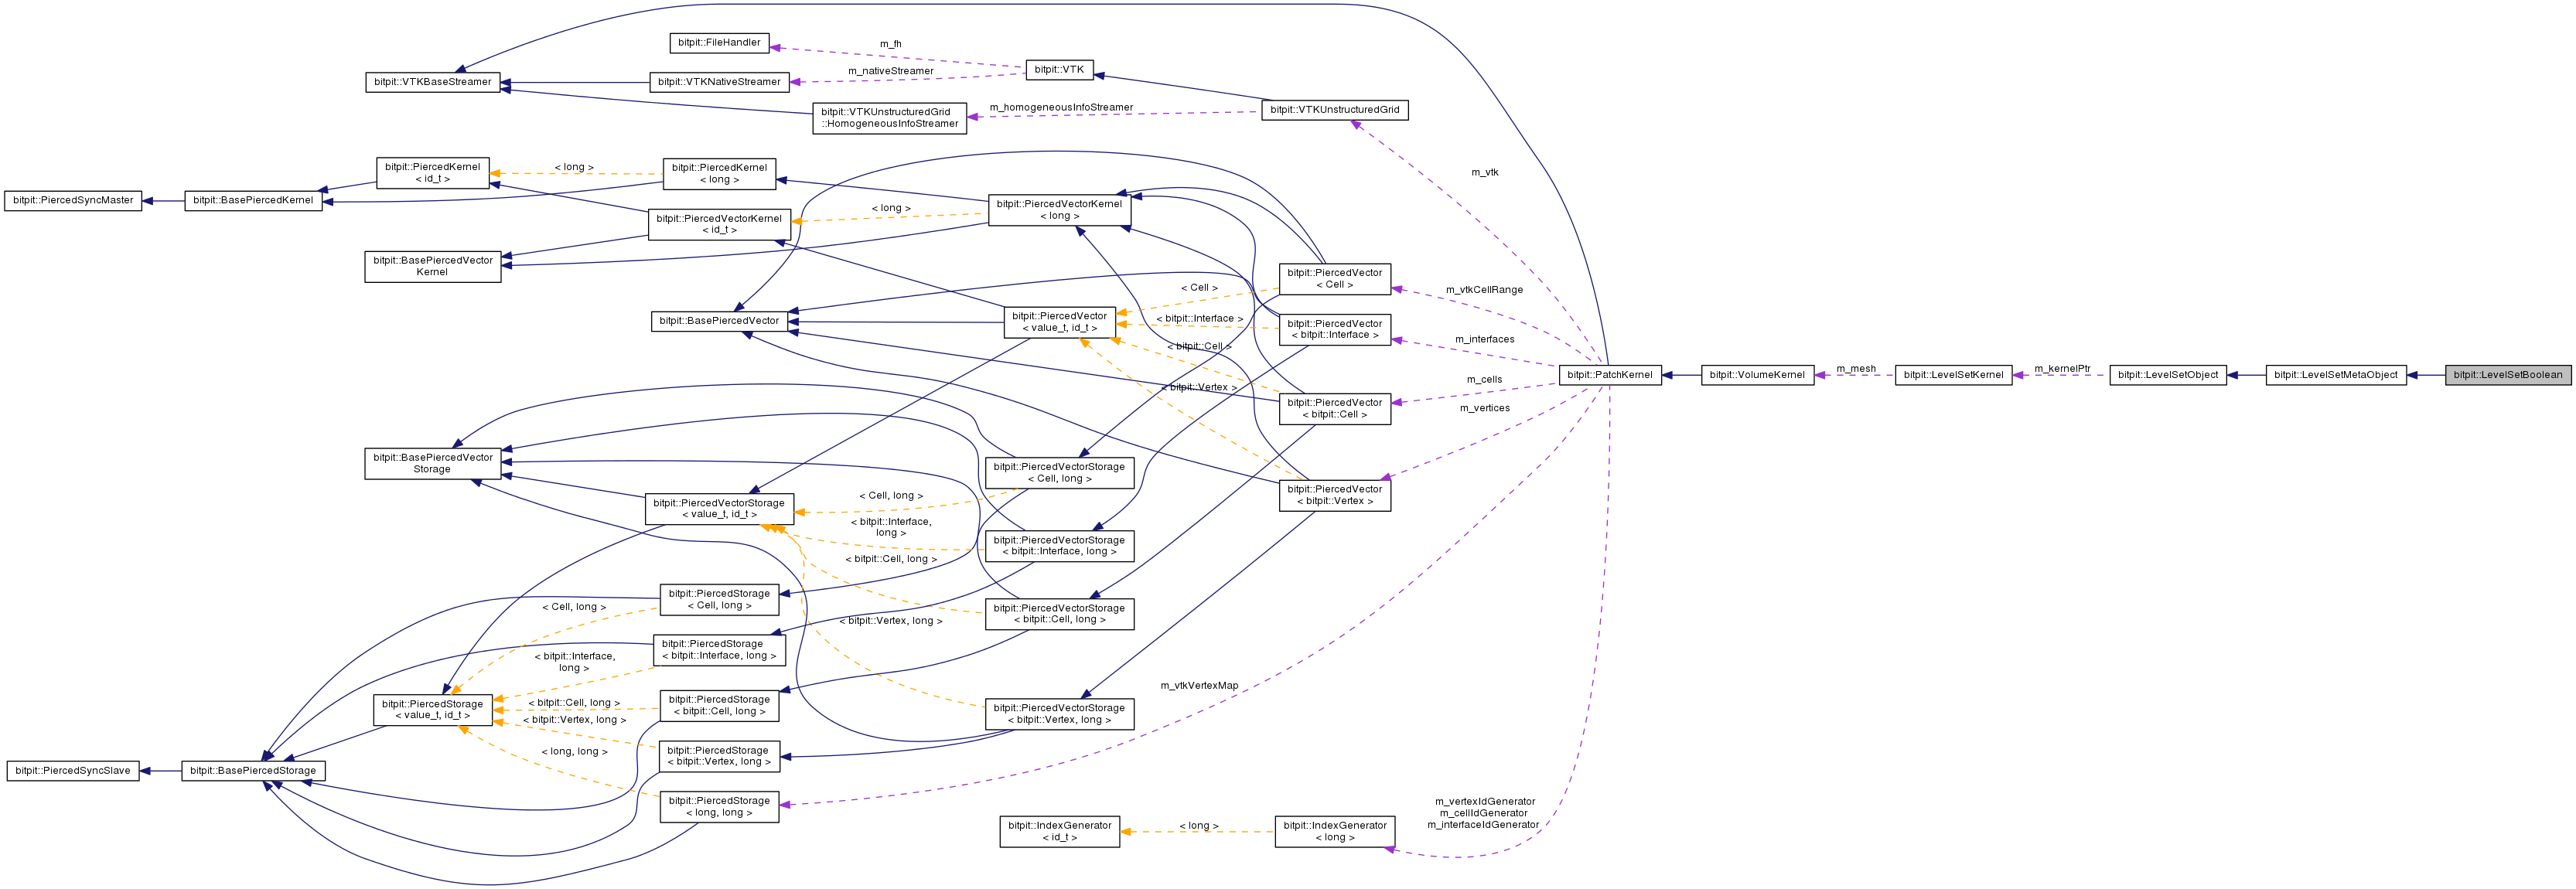 bitpit::FileHandler
m_fh
bitpit::VTKBaseStreamer
bitpit::VTKNativeStreamer
m_nativeStreamer
bitpit::VTK
bitpit::VTKUnstructuredGrid
::HomogeneousInfoStreamer
m_homogeneousInfoStreamer
bitpit::VTKUnstructuredGrid
m_vtk
bitpit::PiercedSyncMaster
bitpit::BasePiercedKernel
bitpit::PiercedKernel
< id_t >
< long >
bitpit::PiercedKernel
< long >
bitpit::PiercedVectorKernel
< id_t >
< long >
bitpit::PiercedVectorKernel
< long >
bitpit::BasePiercedVector
Kernel
bitpit::BasePiercedVector
bitpit::PiercedVector
< value_t, id_t >
< Cell >
< bitpit::Interface >
< bitpit::Cell >
< bitpit::Vertex >
bitpit::PiercedVector
< Cell >
bitpit::PiercedVector
< bitpit::Interface >
bitpit::PiercedVector
< bitpit::Cell >
bitpit::PiercedVector
< bitpit::Vertex >
m_vtkCellRange
m_interfaces
m_cells
m_vertices
bitpit::PatchKernel
bitpit::VolumeKernel
m_mesh
bitpit::LevelSetKernel
m_kernelPtr
bitpit::LevelSetObject
bitpit::LevelSetMetaObject
bitpit::LevelSetBoolean
bitpit::BasePiercedVector
Storage
bitpit::PiercedVectorStorage
< value_t, id_t >
< Cell, long >
< bitpit::Interface,
long >
< bitpit::Cell, long >
< bitpit::Vertex, long >
bitpit::PiercedVectorStorage
< Cell, long >
bitpit::PiercedVectorStorage
< bitpit::Interface, long >
bitpit::PiercedVectorStorage
< bitpit::Cell, long >
bitpit::PiercedVectorStorage
< bitpit::Vertex, long >
bitpit::PiercedStorage
< Cell, long >
bitpit::PiercedStorage
< bitpit::Interface, long >
bitpit::PiercedStorage
< bitpit::Cell, long >
bitpit::PiercedStorage
< bitpit::Vertex, long >
bitpit::PiercedStorage
< long, long >
< Cell, long >
< bitpit::Interface,
long >
< bitpit::Cell, long >
< bitpit::Vertex, long >
< long, long >
bitpit::PiercedStorage
< value_t, id_t >
bitpit::PiercedSyncSlave
bitpit::BasePiercedStorage
m_vtkVertexMap
bitpit::IndexGenerator
< id_t >
< long >
bitpit::IndexGenerator
< long >
m_vertexIdGenerator
m_cellIdGenerator
m_interfaceIdGenerator